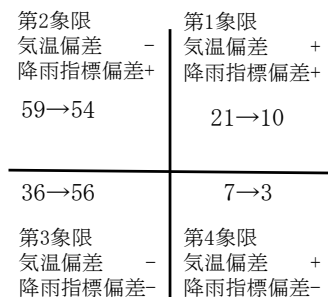 第2象限
気温偏差 -
降雨指標偏差+
59→54
第1象限
気温偏差 +
降雨指標偏差+
21→10
36→56
第3象限
気温偏差 -
降雨指標偏差-
7→3
第4象限
気温偏差 +
降雨指標偏差-